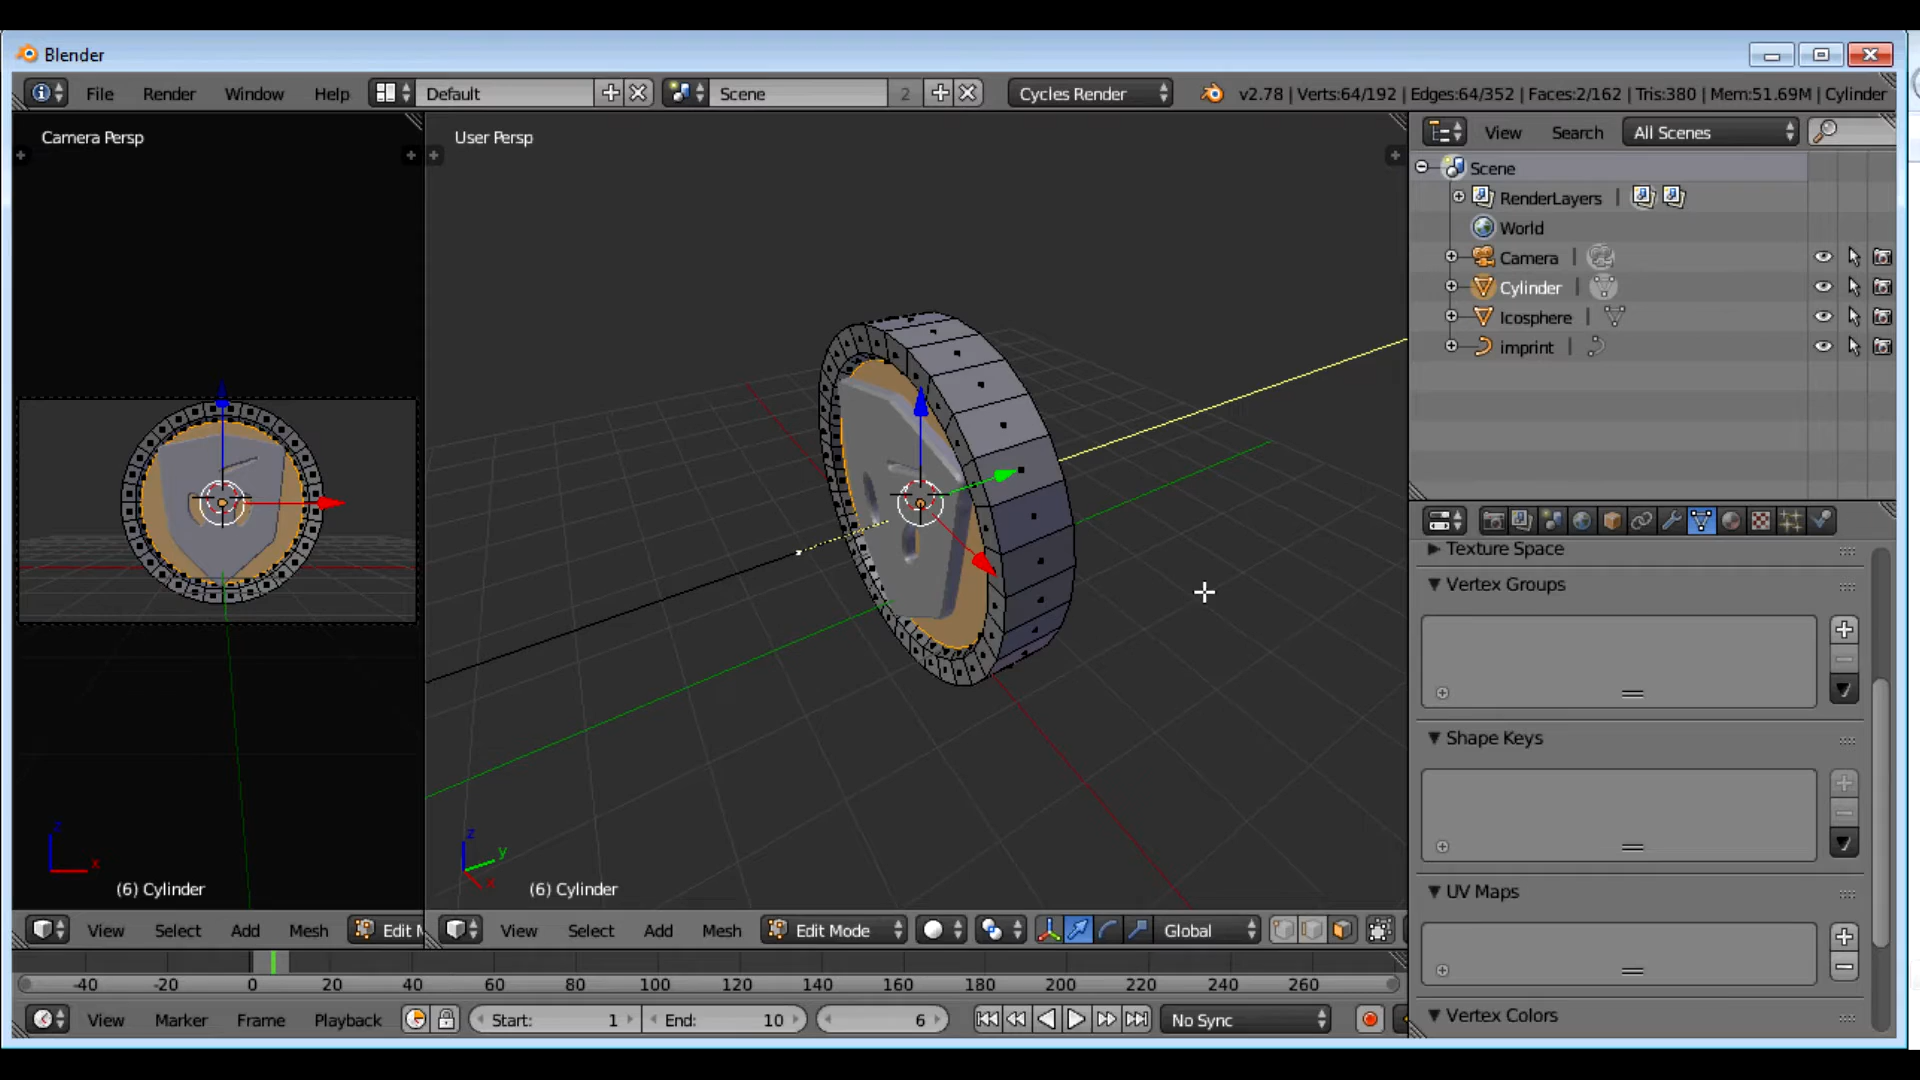 Blender
File Render Window Help Default Scene 2 Cycles Render v2.78 | Verts:64/192 | Edges:64/352 | Faces:2/162 | Tris:380 | Mem:51.69M | Cylinder
Camera Persp
User Persp
View Search All Scenes
Scene
RenderLayers
World
Camera
Cylinder
Icosphere
imprint
Texture Space
Vertex Groups
Shape Keys
UV Maps
Vertex Colors
z
x
(6) Cylinder
z
y
x
(6) Cylinder
View Select Add Mesh Edit M
View Select Add Mesh Edit Mode Global
-40 -20 0 20 40 60 80 100 120 140 160 180 200 220 240 260
View Marker Frame Playback Start: 1 End: 10 6 No Sync